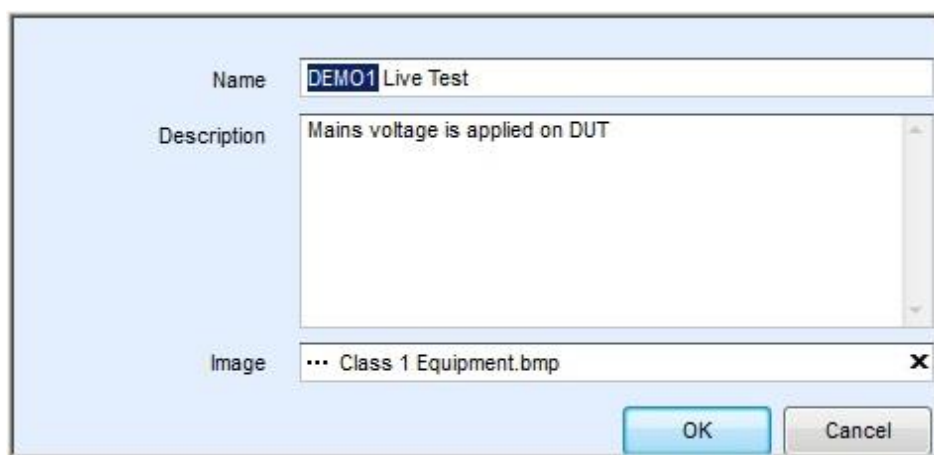 Name DEMO1 Live Test
Description Mains voltage is applied on DUT
Image ... Class 1 Equipment.bmp x
OK Cancel